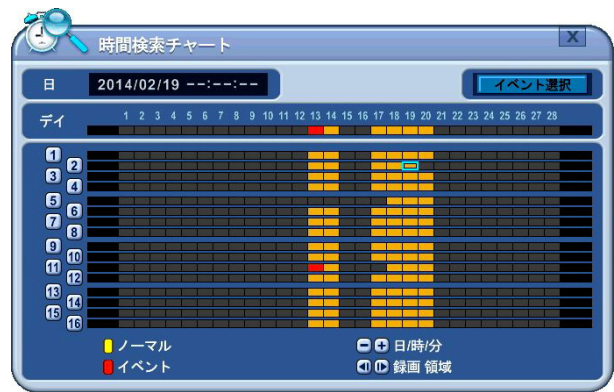 時間検索チャート
X
日 2014/02/19 --:--:--
イベント選択
デイ 1 2 3 4 5 6 7 8 9 10 11 12 13 14 15 16 17 18 19 20 21 22 23 24 25 26 27 28
1
2
3
4
5
6
7
8
9
10
11
12
13
14
15
16
ノーマル
日/時/分
イベント
録画 領域